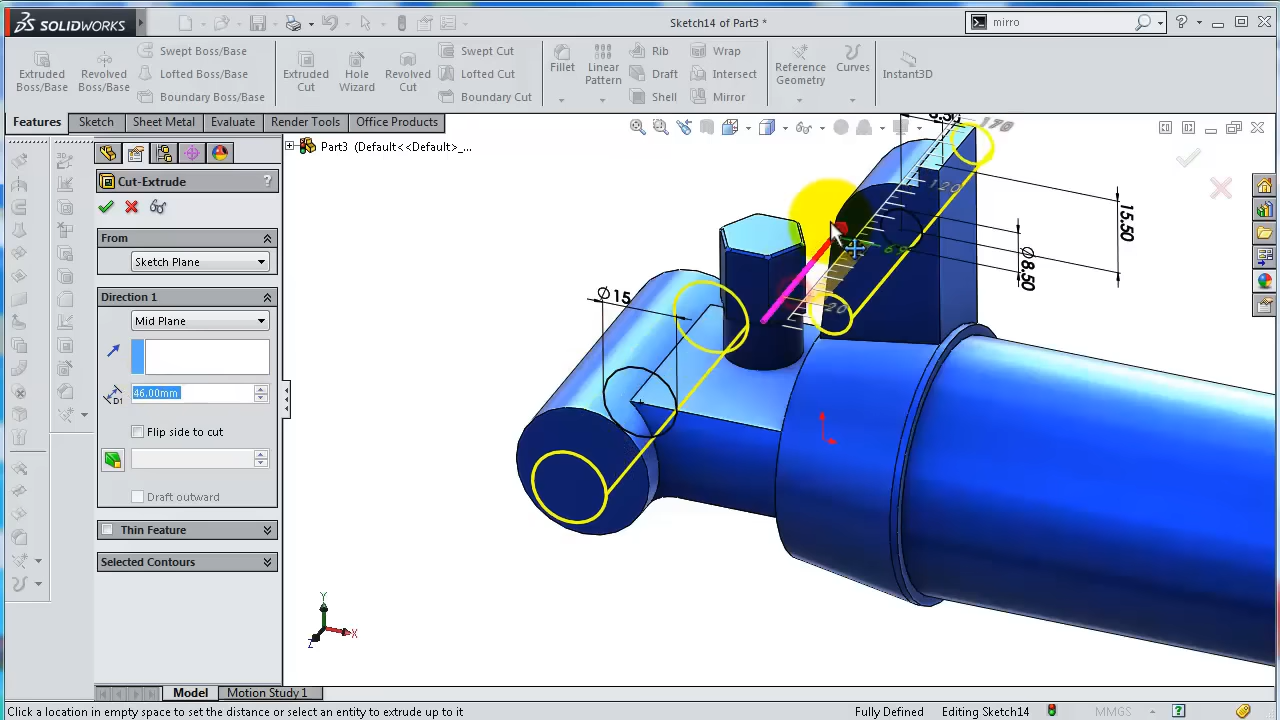 SOLIDWORKS
Sketch14 of Part3 *
mirro
Extruded Boss/Base
Revolved Boss/Base
Swept Boss/Base
Lofted Boss/Base
Boundary Boss/Base
Extruded Cut
Hole Wizard
Revolved Cut
Swept Cut
Lofted Cut
Boundary Cut
Fillet
Linear Pattern
Rib
Draft
Shell
Wrap
Intersect
Mirror
Reference Geometry
Curves
Instant3D
Features
Sketch
Sheet Metal
Evaluate
Render Tools
Office Products
Part3 (Default<<Default>_...
Cut-Extrude
?
From
Sketch Plane
Direction 1
Mid Plane
D1
46.00mm
Flip side to cut
Draft outward
Thin Feature
Selected Contours
170
120
20
15.50
Ø8.50
Ø15
Y
X
Z
Model
Motion Study 1
Click a location in empty space to set the distance or select an entity to extrude up to it
Fully Defined
Editing Sketch14
MMGS